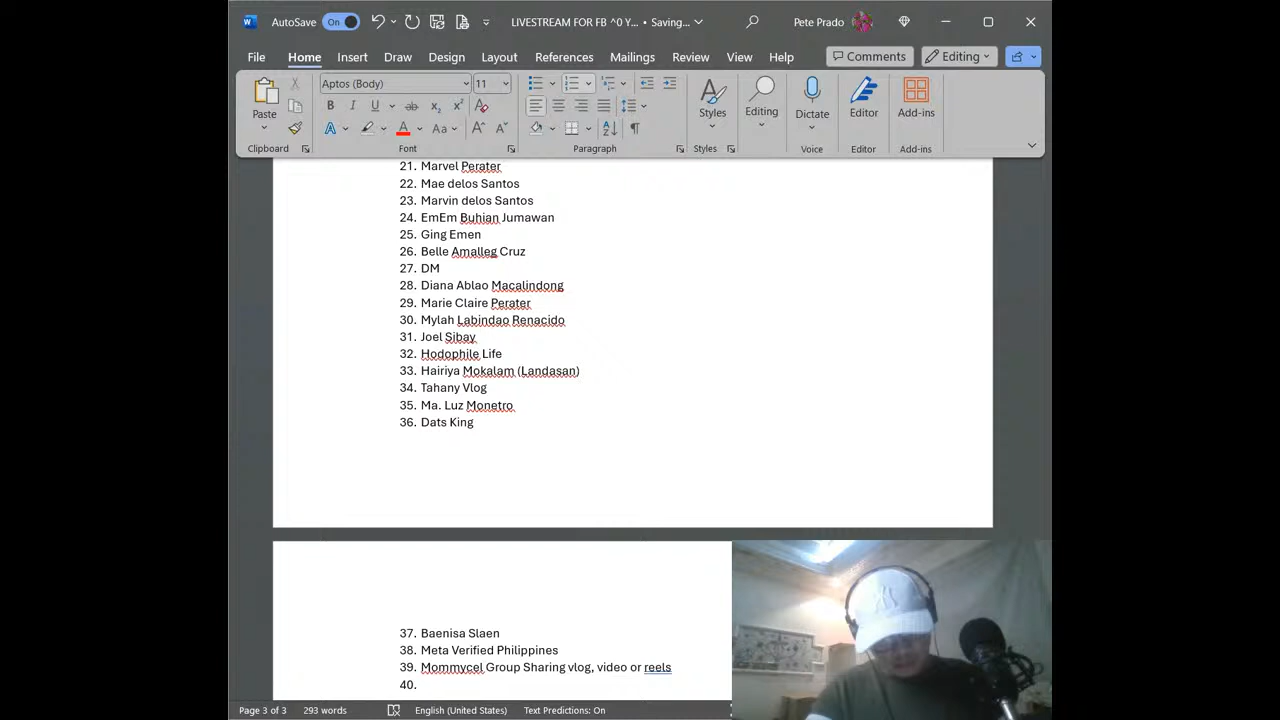 AutoSave On LIVESTREAM FOR FB ^0 Y... • Saving... Pete Prado
File Home Insert Draw Design Layout References Mailings Review View Help Comments Editing
Aptos (Body) 11
Paste Styles Editing Dictate Editor Add-ins
Clipboard Font Paragraph Styles Voice Editor Add-ins
21. Marvel Perater
22. Mae delos Santos
23. Marvin delos Santos
24. EmEm Buhian Jumawan
25. Ging Emen
26. Belle Amalleg Cruz
27. DM
28. Diana Ablao Macalindong
29. Marie Claire Perater
30. Mylah Labindao Renacido
31. Joel Sibay
32. Hodophile Life
33. Hairiya Mokalam (Landasan)
34. Tahany Vlog
35. Ma. Luz Monetro
36. Dats King
37. Baenisa Slaen
38. Meta Verified Philippines
39. Mommycel Group Sharing vlog, video or reels
40.
Page 3 of 3 293 words English (United States) Text Predictions: On